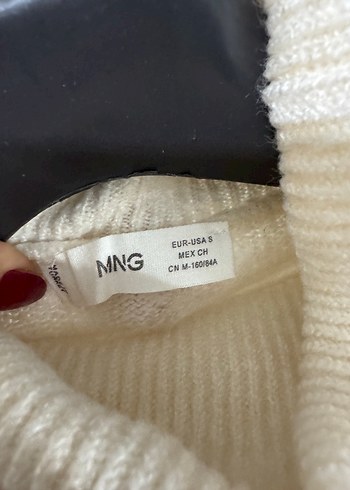 MNG
EUR-USA S
MEX CH
CN M-160/84A